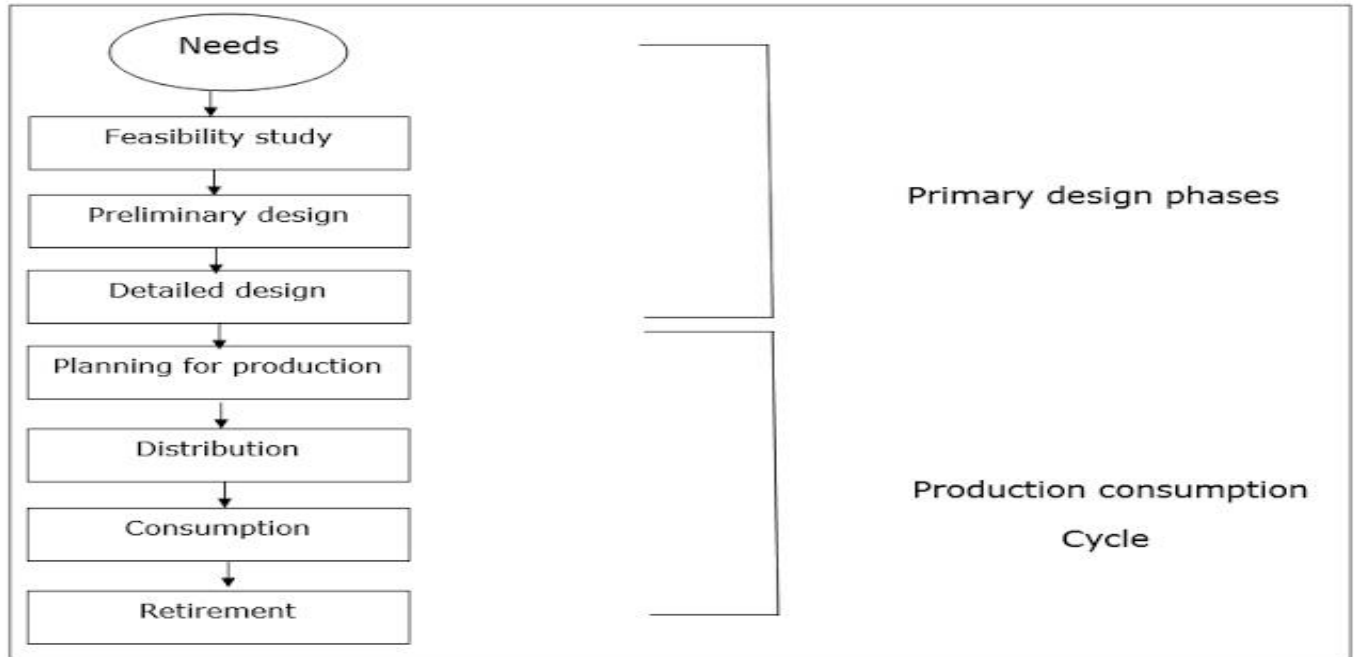 Needs
Feasibility study
Preliminary design
Detailed design
Planning for production
Distribution
Consumption
Retirement
Primary design phases
Production consumption
Cycle